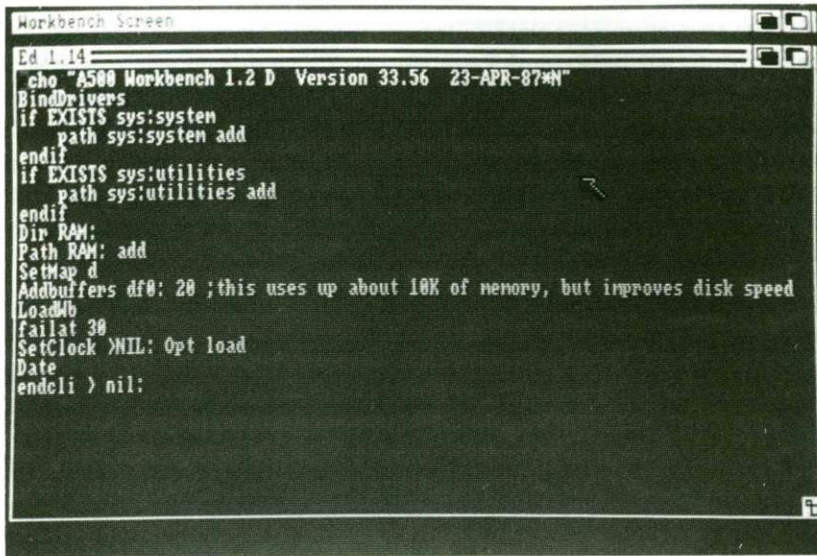 Workbench Screen
Ed 1.14
cho "A500 Workbench 1.2 D  Version 33.56  23-APR-87*N"
BindDrivers
if EXISTS sys:system
    path sys:system add
endif
if EXISTS sys:utilities
    path sys:utilities add
endif
Dir RAM:
Path RAM: add
SetMap d
Addbuffers df0: 20 ;this uses up about 10K of memory, but improves disk speed
LoadWb
failat 30
SetClock >NIL: Opt load
Date
endcli > nil: